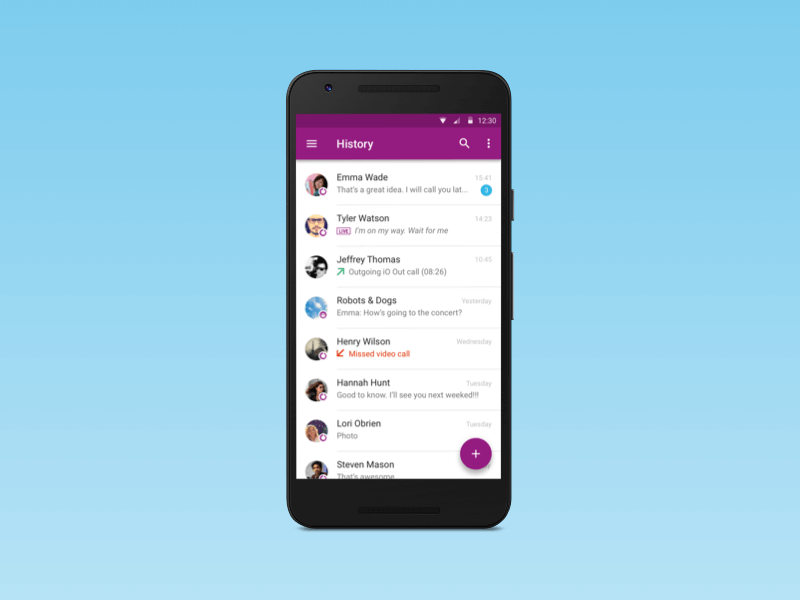 12:30
History
Emma Wade 15:41
That's a great idea. I will call you lat... 3
Tyler Watson 14:23
LIVE I'm on my way. Wait for me
Jeffrey Thomas 10:45
Outgoing iO Out call (08:26)
Robots & Dogs Yesterday
Emma: How's going to the concert?
Henry Wilson Wednesday
Missed video call
Hannah Hunt Tuesday
Good to know. I'll see you next weeked!!!
Lori Obrien Tuesday
Photo
Steven Mason
That's awesome